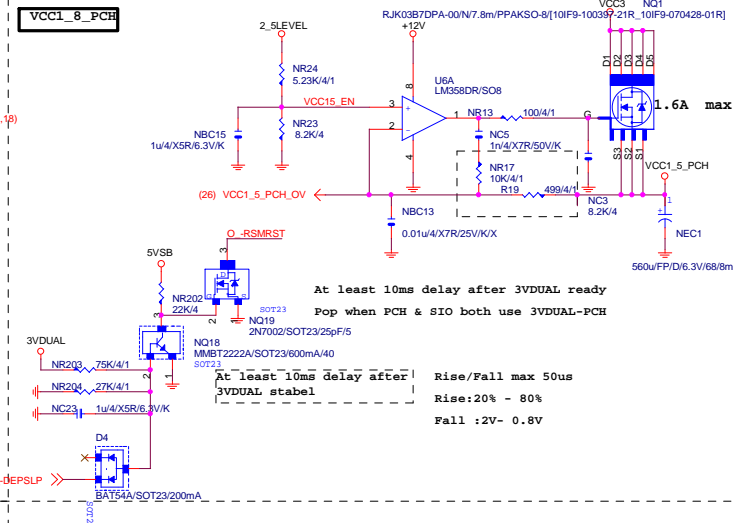 VCC1_8_PCH
VCC3
NQ1
RJK03B7DPA-00/N/7.8m/PPAKSO-8/[10IF9-100397-21R_10IF9-070428-01R]
2_5LEVEL
+12V
D1
D2
D3
D4
D5
NR24
5.23K/4/1
U6A
LM358DR/SO8
8
VCC15_EN
3
+
1
NR13
100/4/1
G
1.6A max
,18)
NR23
8.2K/4
NBC15
1u/4/X5R/6.3V/K
2
-
4
NC5
1n/4/X7R/50V/K
S3
S2
S1
NR17
10K/4/1
VCC1_5_PCH
R19
499/4/1
(26) VCC1_5_PCH_OV
NC3
8.2K/4
1
+
NBC13
0.01u/4/X7R/25V/K/X
NEC1
560u/FP/D/6.3V/68/8m
O_-RSMRST
3
5VSB
D
G
S
NR202
22K/4
2
1
SOT23
NQ19
2N7002/SOT23/25pF/5
At least 10ms delay after 3VDUAL ready
Pop when PCH & SIO both use 3VDUAL-PCH
3
NQ18
MMBT2222A/SOT23/600mA/40
SOT23
2
1
3VDUAL
NR203
75K/4/1
NR204
27K/4/1
NC23
1u/4/X5R/6.3V/K
At least 10ms delay after
3VDUAL stabel
Rise/Fall max 50us
Rise:20% - 80%
Fall :2V- 0.8V
D4
-DEPSLP
BAT54A/SOT23/200mA